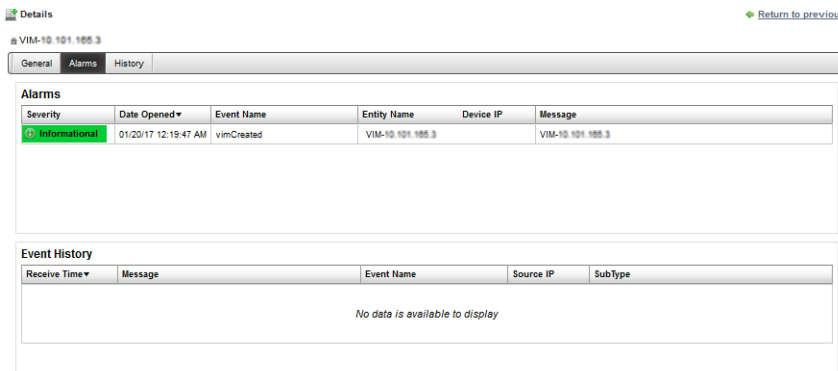 Details
Return to previou
VIM-10.101.165.3
General Alarms History
Alarms
Severity Date Opened▾ Event Name Entity Name Device IP Message
Informational 01/20/17 12:19:47 AM vimCreated VIM-10.101.165.3 VIM-10.101.165.3
Event History
Receive Time▾ Message Event Name Source IP SubType
No data is available to display